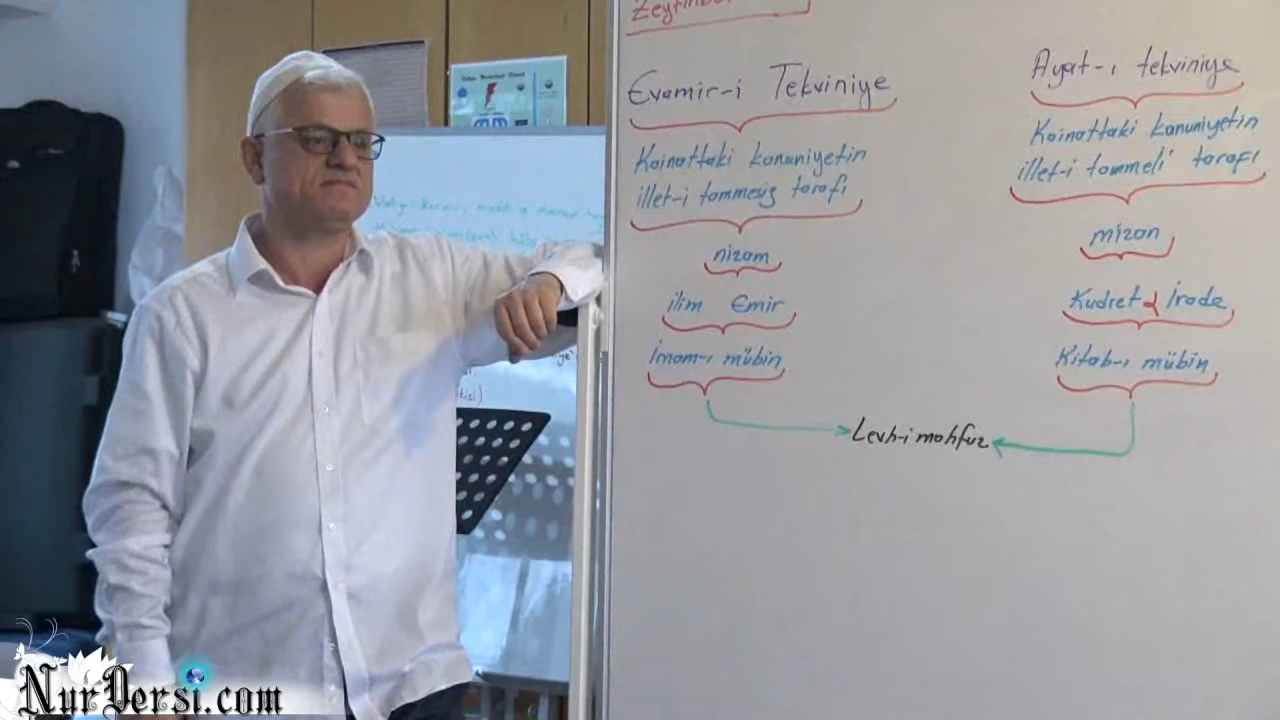 Evamir-i Tekviniye
Kainattaki kanuniyetin
illet-i tammesiz tarafı
nizam
ilim Emir
İmam-ı mübin
Ayat-ı tekviniye
Kainattaki kanuniyetin
illet-i tammeli' tarafı
mizan
Kudret İrade
Kitab-ı mübin
Levh-i mahfuz
NurDersi.com